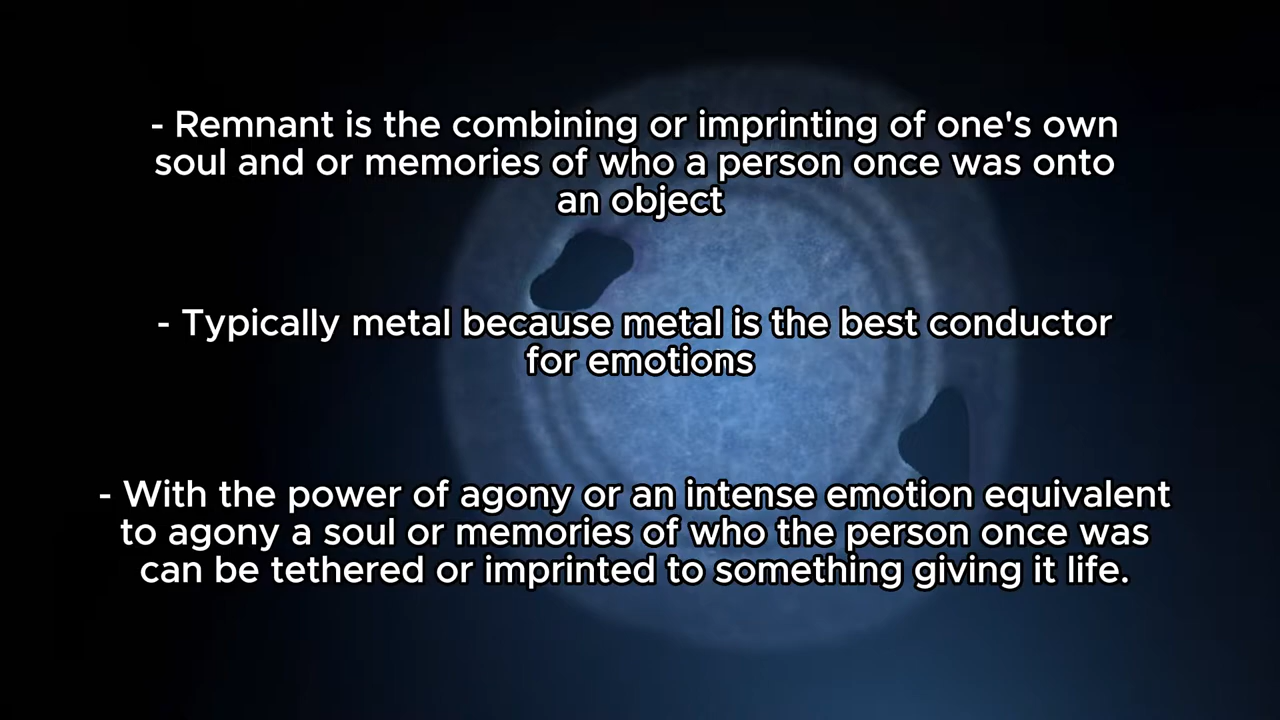 - Remnant is the combining or imprinting of one's own
soul and or memories of who a person once was onto
an object
- Typically metal because metal is the best conductor
for emotions
- With the power of agony or an intense emotion equivalent
to agony a soul or memories of who the person once was
can be tethered or imprinted to something giving it life.